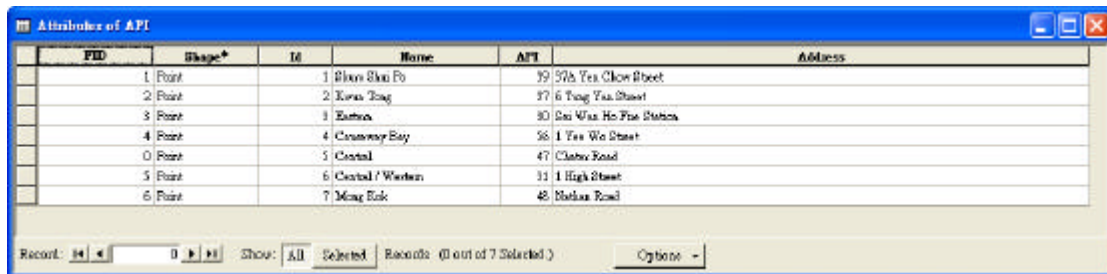 Attributes of API
FID Shape* Id Name API Address
1 Point 1 Sham Shui Po 39 37A Yen Chow Street
2 Point 2 Kwun Tong 37 6 Tung Yan Street
3 Point 3 Eastern 30 Sai Wan Ho Fire Station
4 Point 4 Causeway Bay 56 1 Yee Wo Street
0 Point 5 Central 47 Chater Road
5 Point 6 Central / Western 31 1 High Street
6 Point 7 Mong Kok 48 Nathan Road
Record: 0 Show: All Selected Records (0 out of 7 Selected.) Options